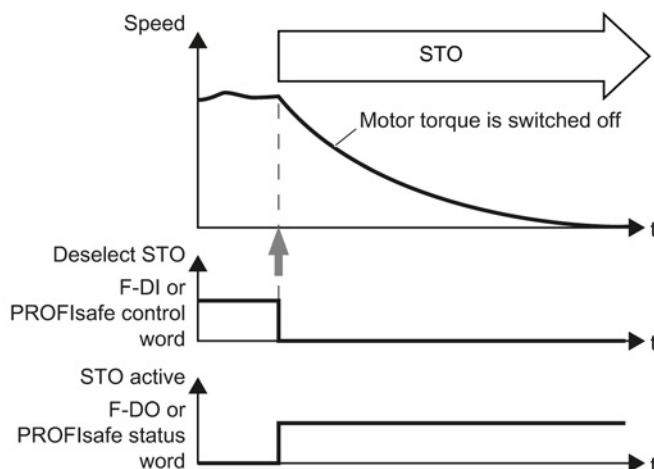 Speed
STO
Motor torque is switched off
t
Deselect STO
F-DI or
PROFIsafe control
word
t
STO active
F-DO or
PROFIsafe status
word
t